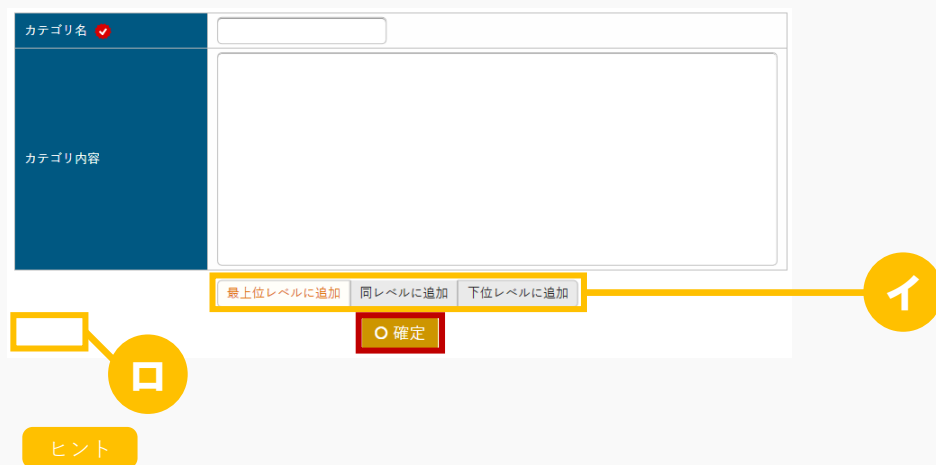 カテゴリ名
カテゴリ内容
最上位レベルに追加 同レベルに追加 下位レベルに追加
イ
確定
ロ
ヒント